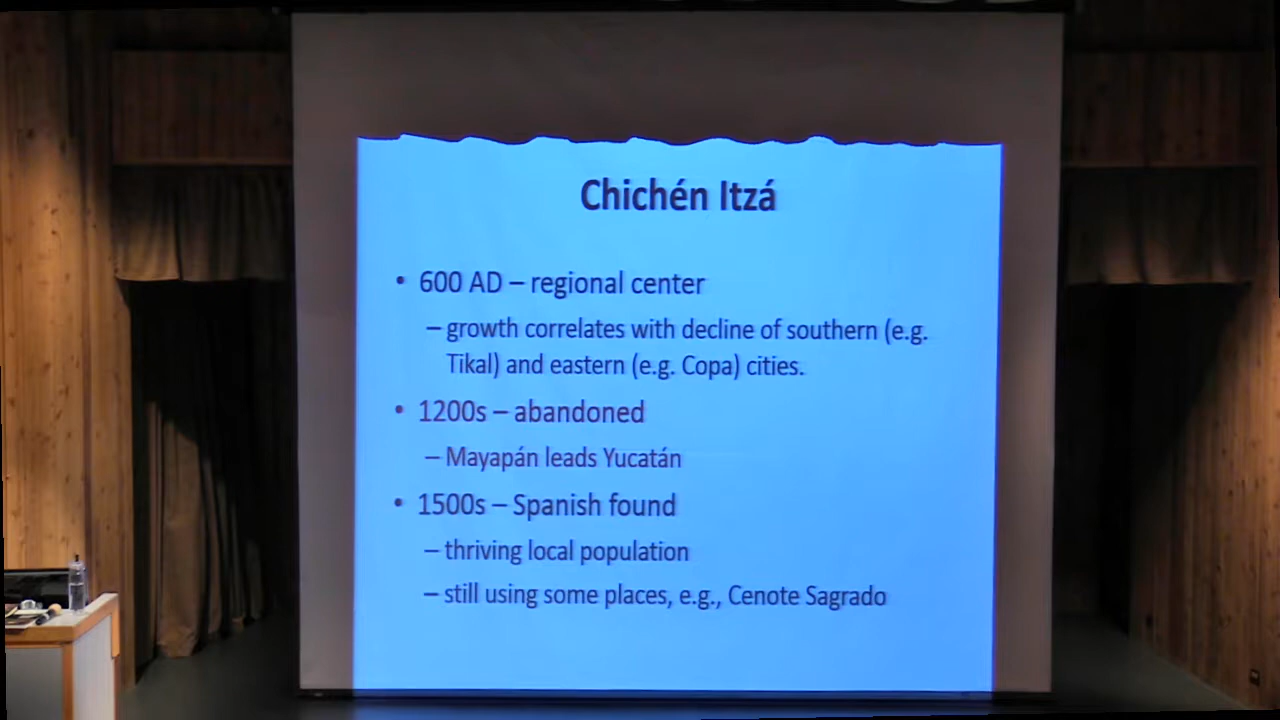 Chichén Itzá
• 600 AD – regional center
– growth correlates with decline of southern (e.g.
Tikal) and eastern (e.g. Copa) cities.
• 1200s – abandoned
– Mayapán leads Yucatán
• 1500s – Spanish found
– thriving local population
– still using some places, e.g., Cenote Sagrado